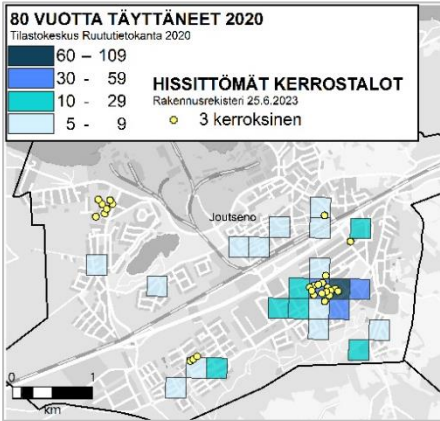 80 VUOTTA TÄYTTÄNEET 2020
Tilastokeskus Ruututietokanta 2020
60 – 109
30 - 59
10 - 29
5 - 9
HISSITTÖMÄT KERROSTALOT
Rakennusrekisteri 25.6.2023
3 kerroksinen
Joutseno
0 1
km